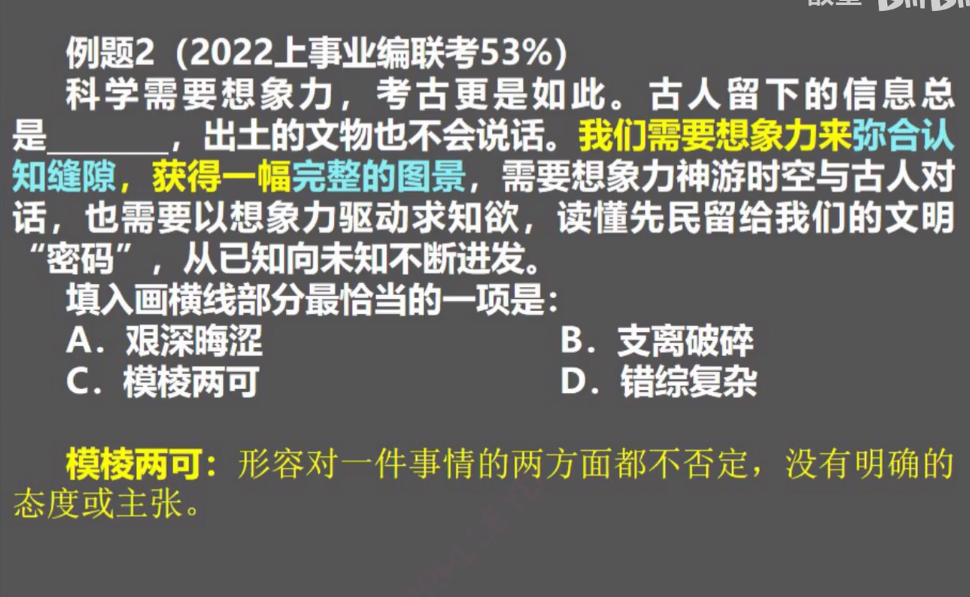 例题2（2022上事业编联考53%）
科学需要想象力，考古更是如此。古人留下的信息总
是________，出土的文物也不会说话。我们需要想象力来弥合认
知缝隙，获得一幅完整的图景，需要想象力神游时空与古人对
话，也需要以想象力驱动求知欲，读懂先民留给我们的文明
“密码”，从已知向未知不断进发。
填入画横线部分最恰当的一项是：
A．艰深晦涩 B．支离破碎
C．模棱两可 D．错综复杂
模棱两可：形容对一件事情的两方面都不否定，没有明确的
态度或主张。